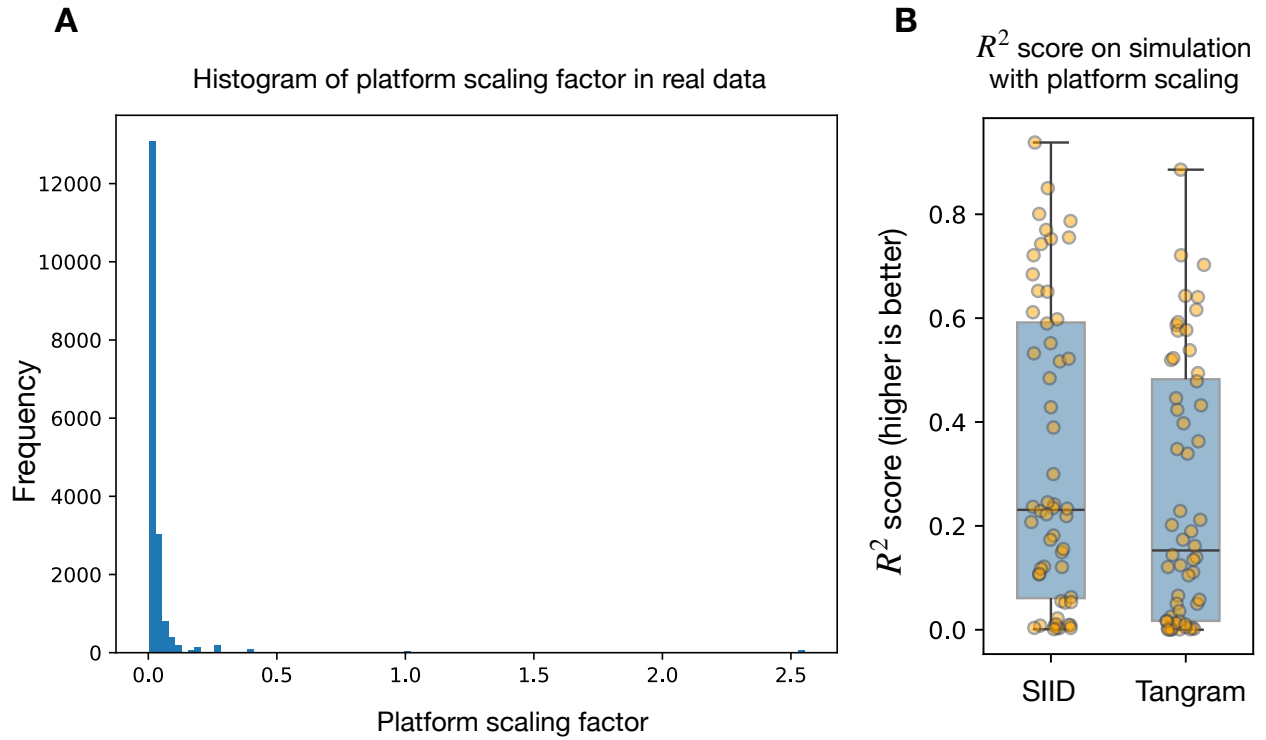 A
Histogram of platform scaling factor in real data
12000
10000
8000
6000
4000
2000
0
Frequency
0.0 0.5 1.0 1.5 2.0 2.5
Platform scaling factor
B
R² score on simulation
with platform scaling
0.8
0.6
0.4
0.2
0.0
R² score (higher is better)
SIID Tangram